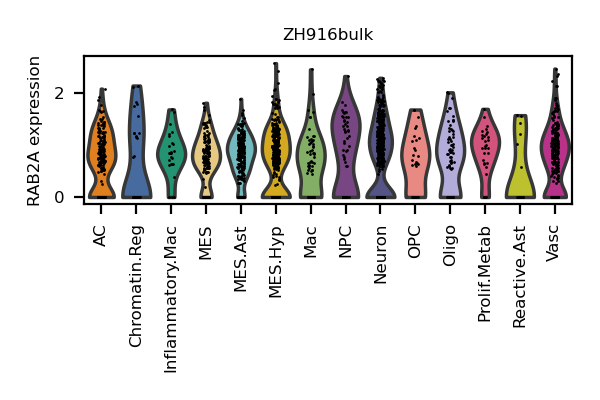 ZH916bulk
RAB2A expression
2
0
AC
Chromatin.Reg
Inflammatory.Mac
MES
MES.Ast
MES.Hyp
Mac
NPC
Neuron
OPC
Oligo
Prolif.Metab
Reactive.Ast
Vasc